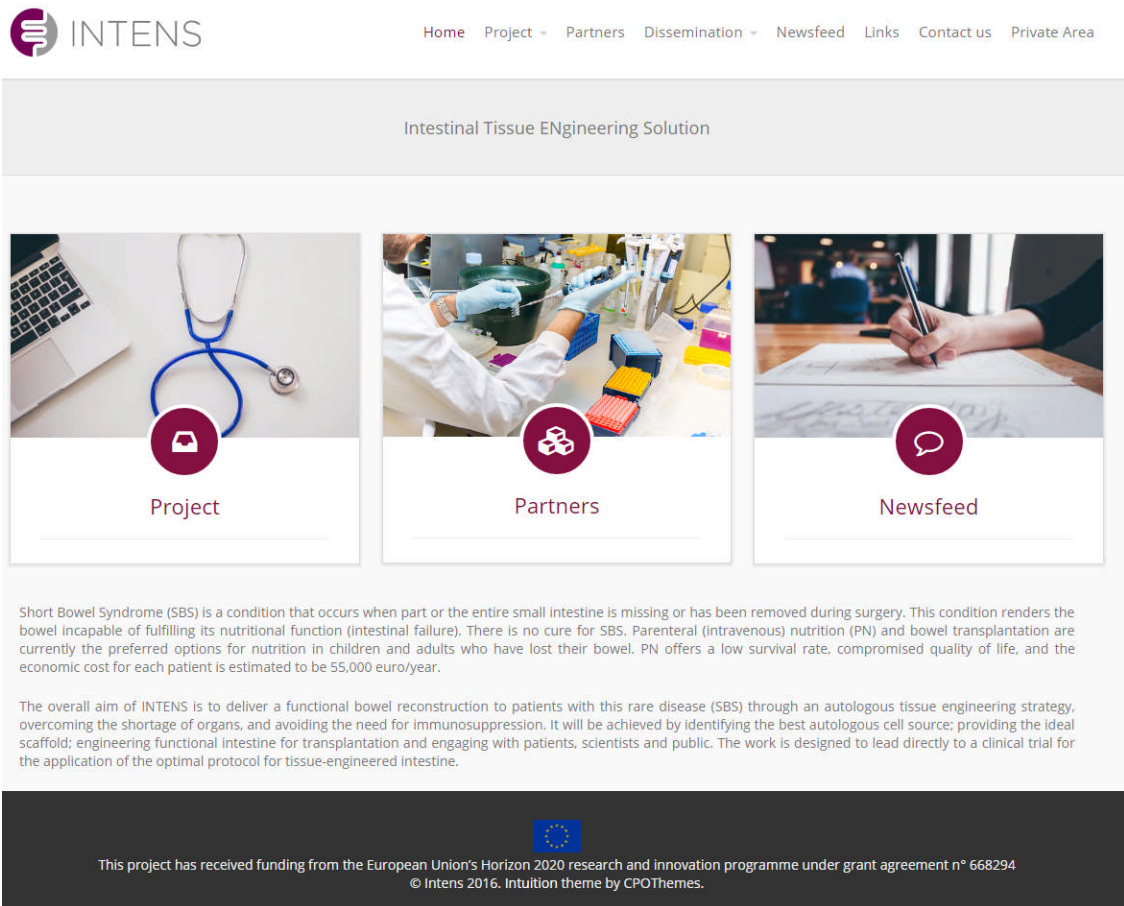 INTENS
Home Project Partners Dissemination Newsfeed Links Contact us Private Area
Intestinal Tissue ENgineering Solution
Project
Partners
Newsfeed
Short Bowel Syndrome (SBS) is a condition that occurs when part or the entire small intestine is missing or has been removed during surgery. This condition renders the
bowel incapable of fulfilling its nutritional function (intestinal failure). There is no cure for SBS. Parenteral (intravenous) nutrition (PN) and bowel transplantation are
currently the preferred options for nutrition in children and adults who have lost their bowel. PN offers a low survival rate, compromised quality of life, and the
economic cost for each patient is estimated to be 55,000 euro/year.
The overall aim of INTENS is to deliver a functional bowel reconstruction to patients with this rare disease (SBS) through an autologous tissue engineering strategy,
overcoming the shortage of organs, and avoiding the need for immunosuppression. It will be achieved by identifying the best autologous cell source; providing the ideal
scaffold; engineering functional intestine for transplantation and engaging with patients, scientists and public. The work is designed to lead directly to a clinical trial for
the application of the optimal protocol for tissue-engineered intestine.
This project has received funding from the European Union's Horizon 2020 research and innovation programme under grant agreement n° 668294
© Intens 2016. Intuition theme by CPOThemes.